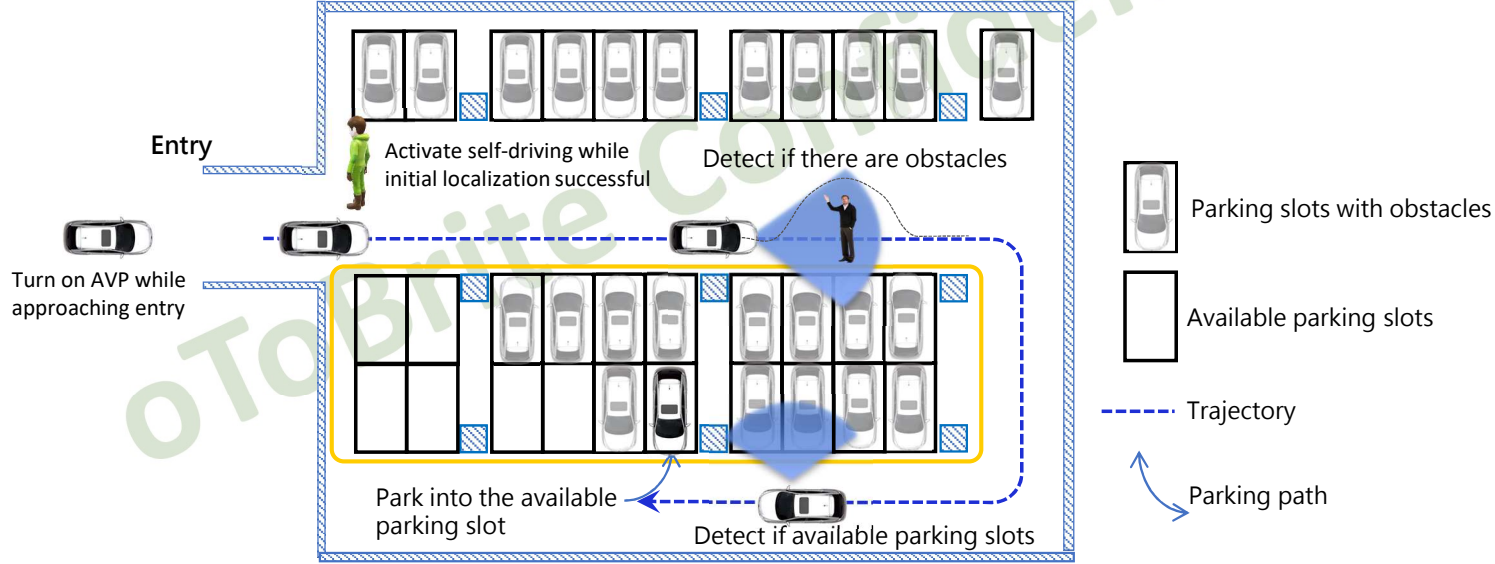 oToBrite Confiden
Entry
Activate self-driving while
initial localization successful
Detect if there are obstacles
Parking slots with obstacles
Turn on AVP while
approaching entry
Available parking slots
Trajectory
Park into the available
parking slot
Parking path
Detect if available parking slots